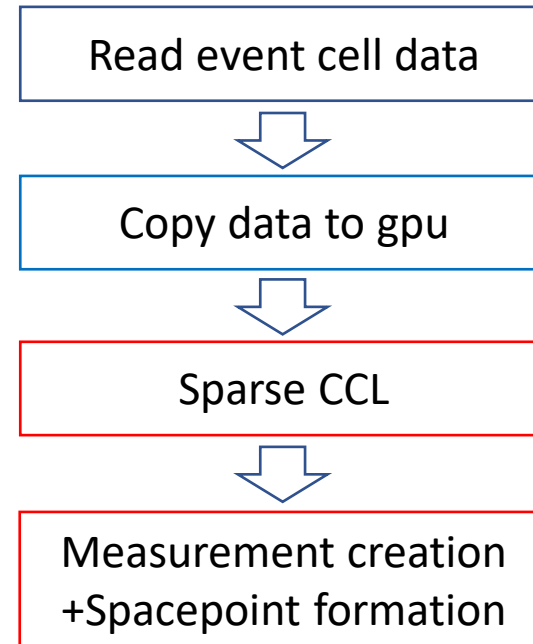 Read event cell data
Copy data to gpu
Sparse CCL
Measurement creation
+Spacepoint formation